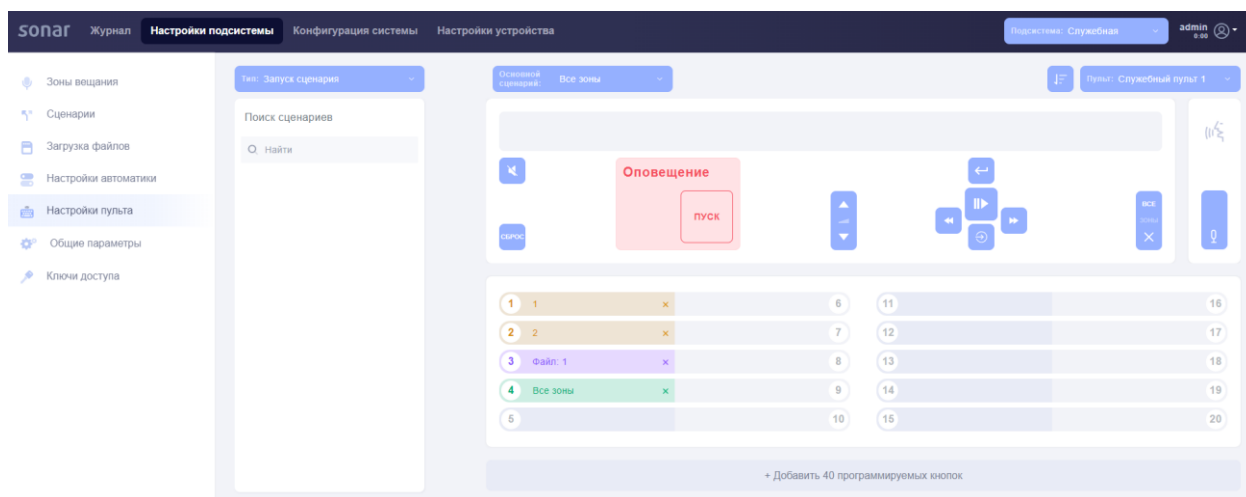 sonar Журнал Настройки подсистемы Конфигурация системы Настройки устройства Подсистема: Служебная admin
0:00
Зоны вещания
Сценарии
Загрузка файлов
Настройки автоматики
Настройки пульта
Общие параметры
Ключи доступа
Тип: Запуск сценария
Поиск сценариев
Найти
Основной
сценарий: Все зоны
Пульт: Служебный пульт 1
Оповещение
ПУСК
СБРОС
ВСЕ
1 1 6 11 16
2 2 7 12 17
3 Файл: 1 8 13 18
4 Все зоны 9 14 19
5 10 15 20
+ Добавить 40 программируемых кнопок